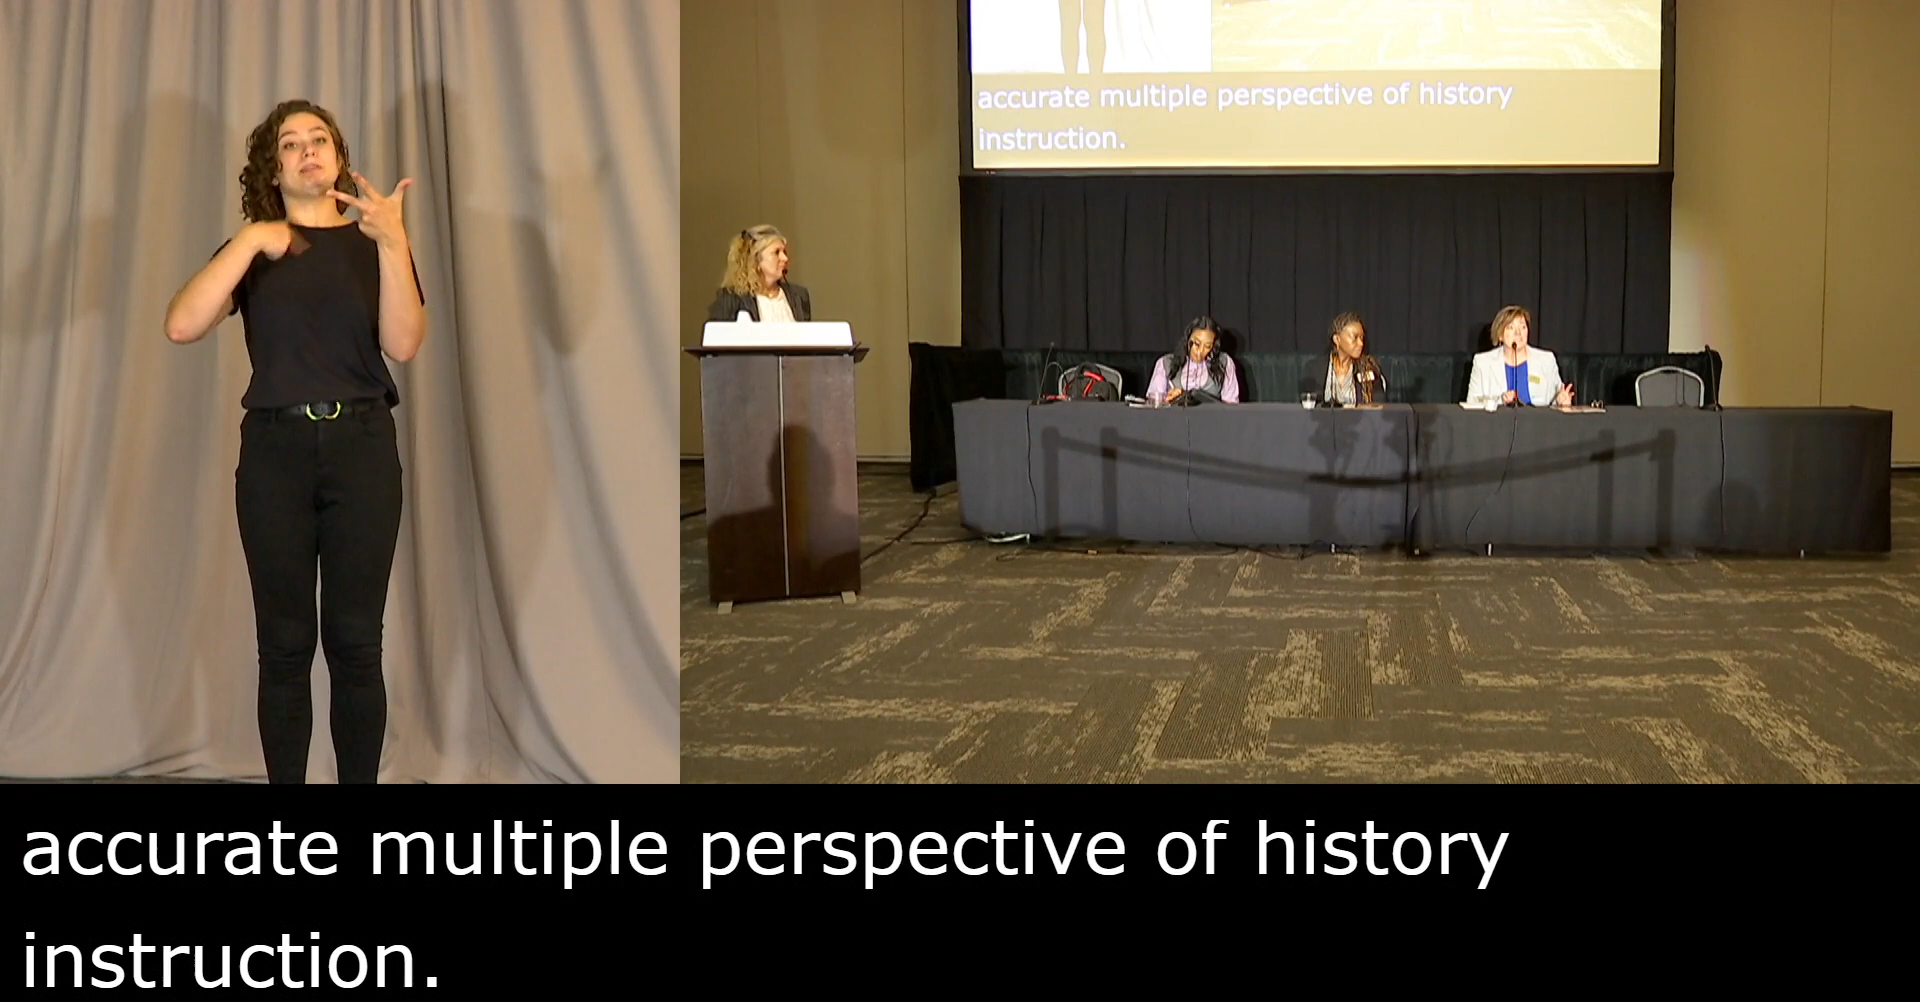 accurate multiple perspective of history
instruction.
accurate multiple perspective of history
instruction.